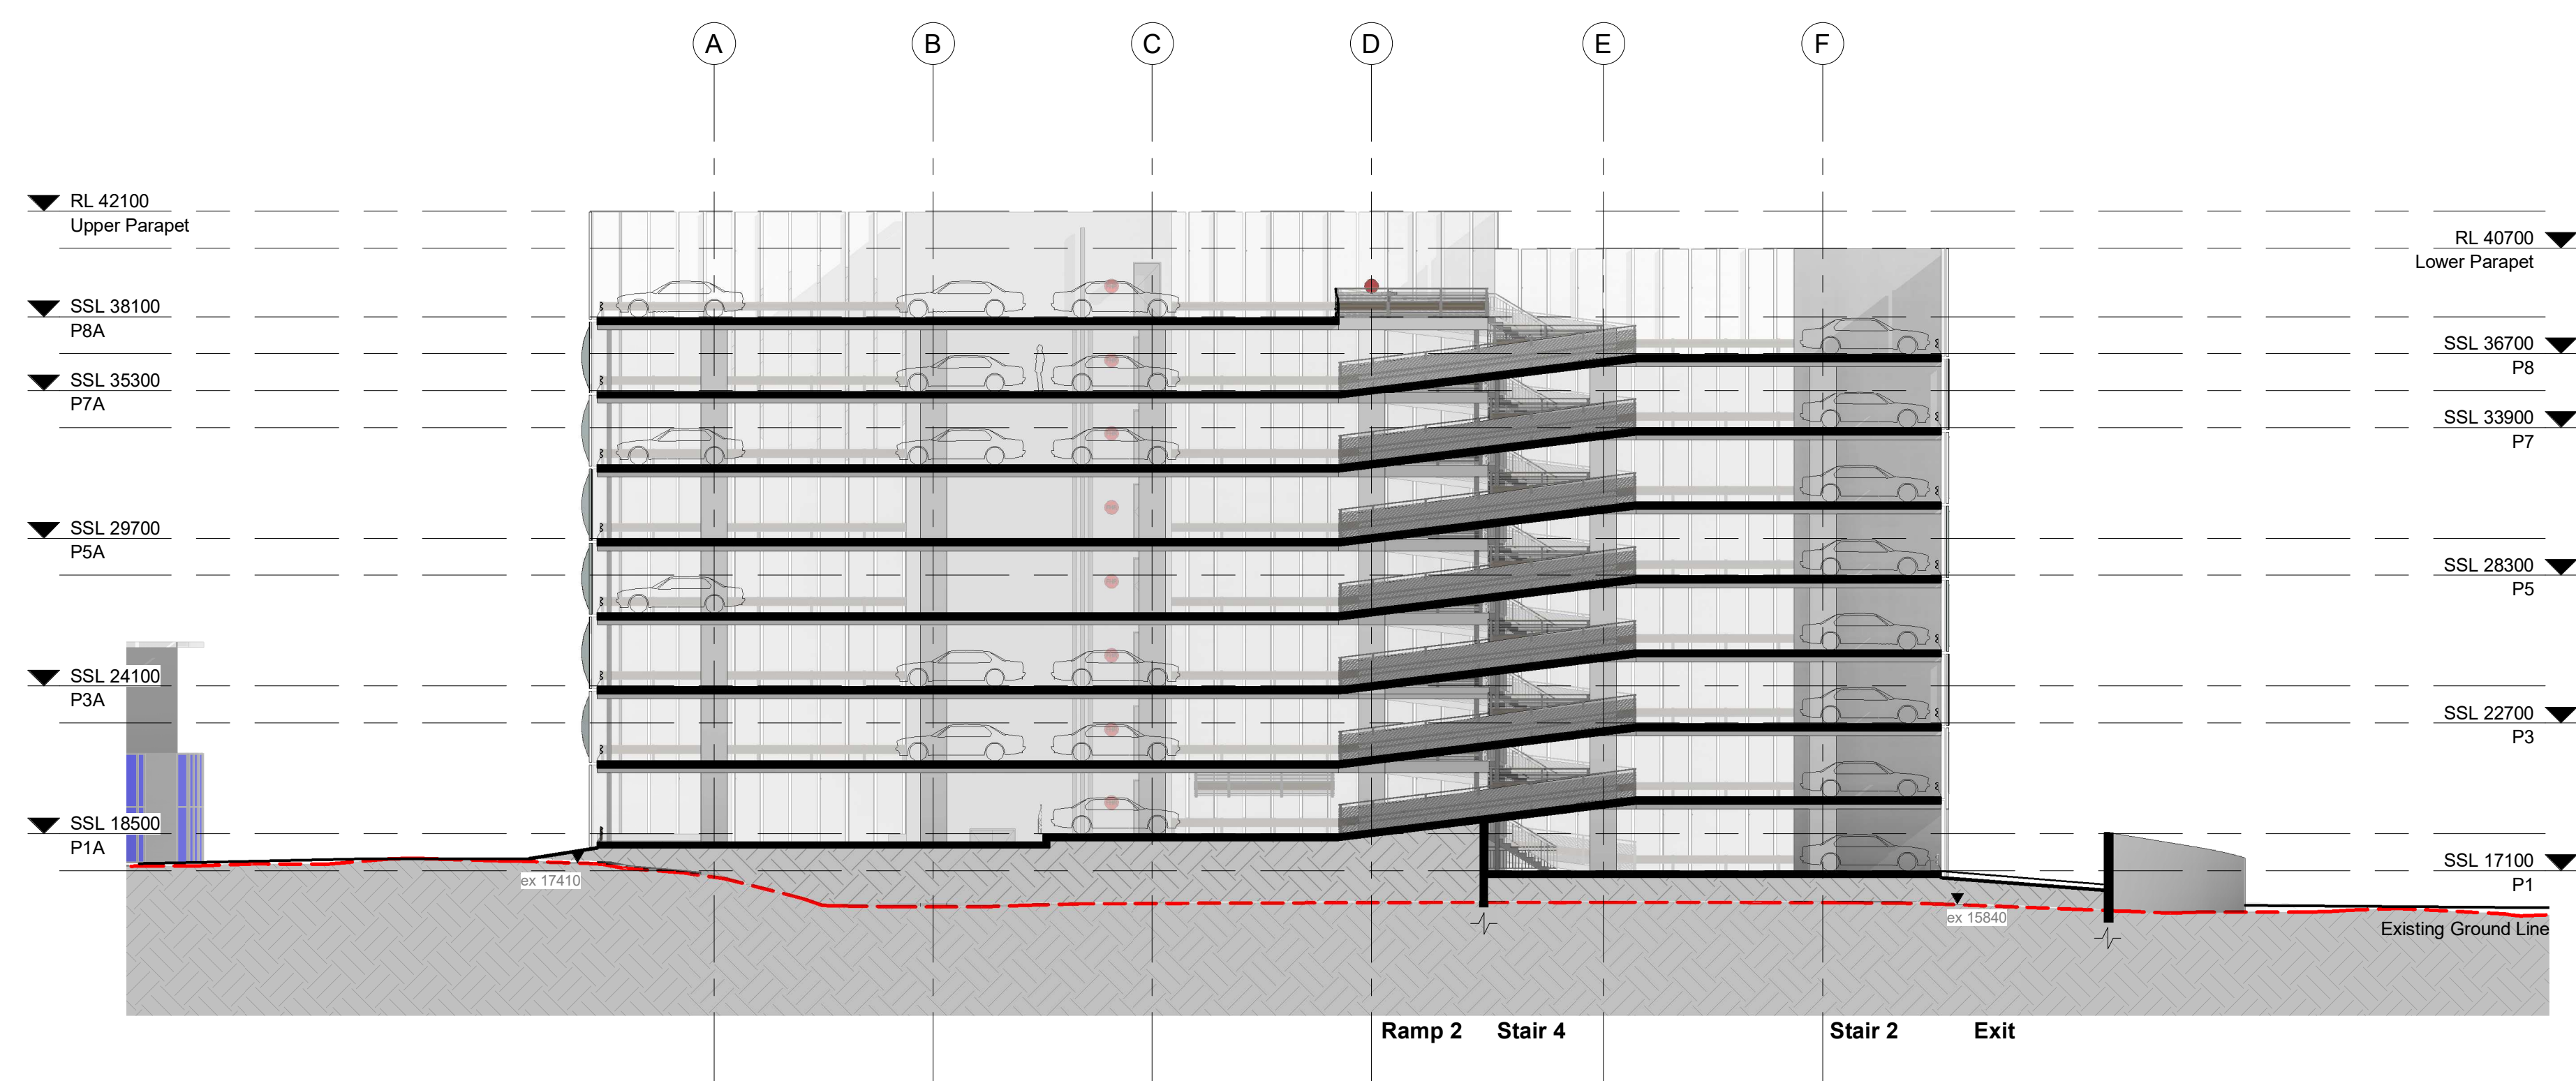 A B C D E F
RL 42100
Upper Parapet
RL 40700
Lower Parapet
SSL 38100
P8A
SSL 36700
P8
SSL 35300
P7A
SSL 33900
P7
SSL 29700
P5A
SSL 28300
P5
SSL 24100
P3A
SSL 22700
P3
SSL 18500
P1A
SSL 17100
P1
ex 17410
ex 15840
Existing Ground Line
Ramp 2 Stair 4 Stair 2 Exit